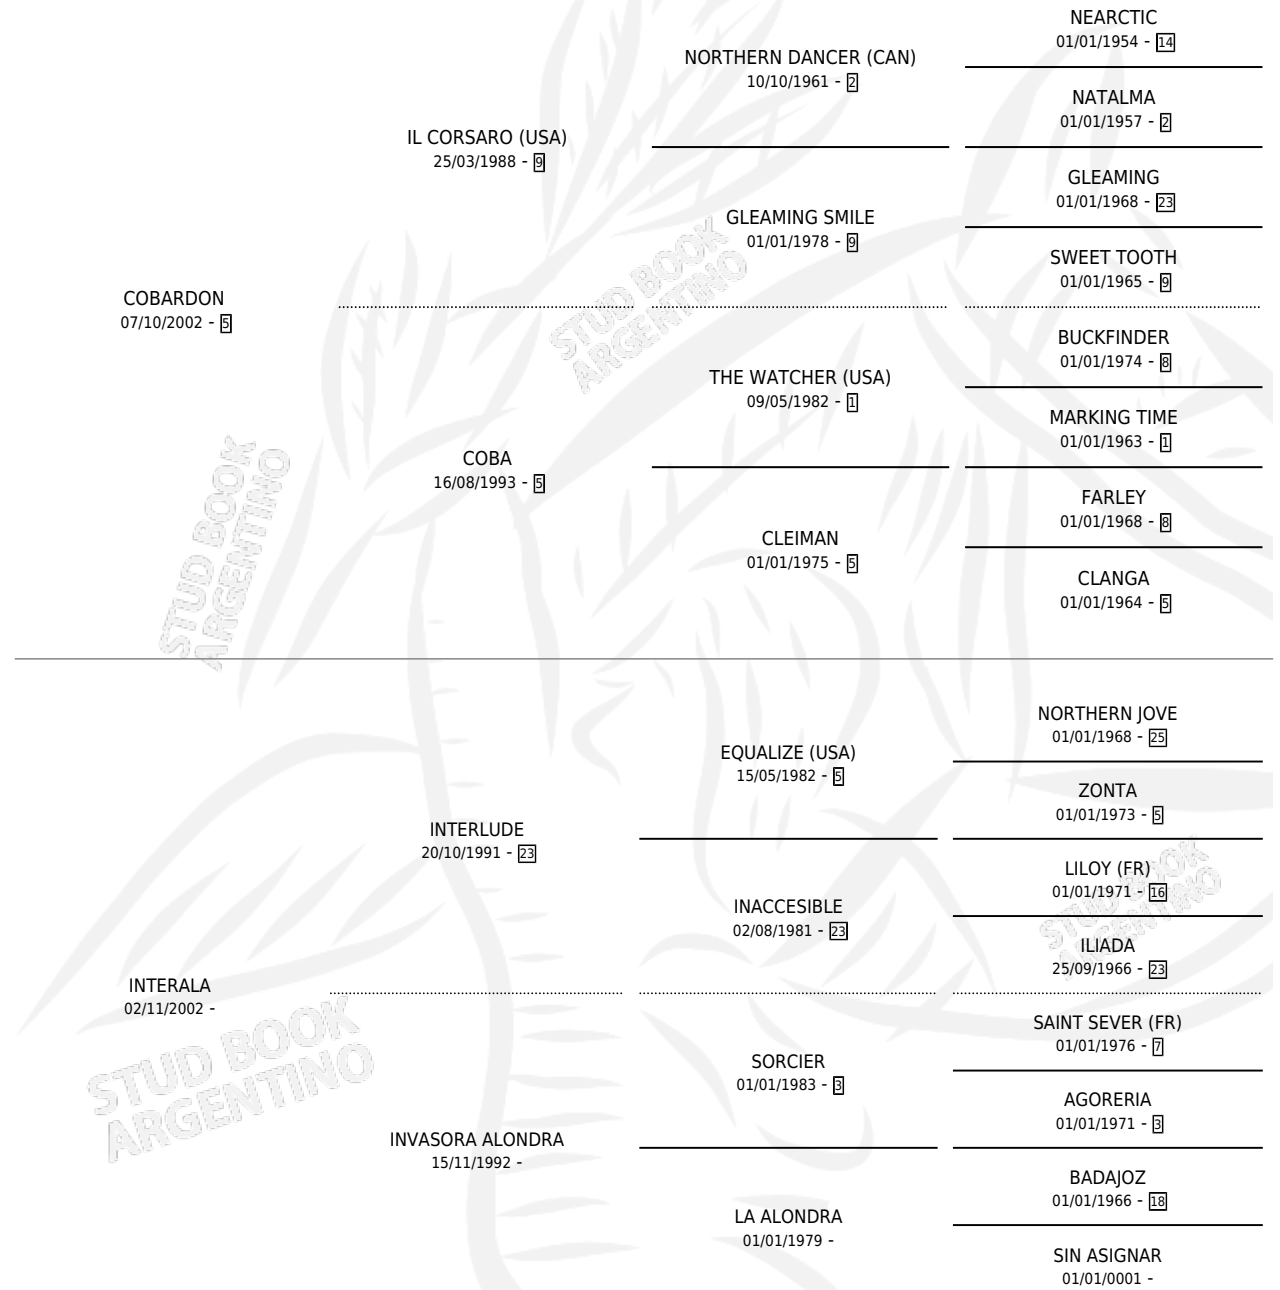 NEARCTIC
01/01/1954 - 14
NORTHERN DANCER (CAN)
10/10/1961 - 2
NATALMA
01/01/1957 - 2
IL CORSARO (USA)
25/03/1988 - 9
GLEAMING
01/01/1968 - 23
GLEAMING SMILE
01/01/1978 - 9
SWEET TOOTH
01/01/1965 - 9
COBARDON
07/10/2002 - 5
BUCKFINDER
01/01/1974 - 8
THE WATCHER (USA)
09/05/1982 - 1
MARKING TIME
01/01/1963 - 1
COBA
16/08/1993 - 5
FARLEY
01/01/1968 - 8
CLEIMAN
01/01/1975 - 5
CLANGA
01/01/1964 - 5
NORTHERN JOVE
01/01/1968 - 25
EQUALIZE (USA)
15/05/1982 - 5
ZONTA
01/01/1973 - 5
INTERLUDE
20/10/1991 - 23
LILOY (FR)
01/01/1971 - 16
INACCESIBLE
02/08/1981 - 23
ILIADA
25/09/1966 - 23
INTERALA
02/11/2002 -
SAINT SEVER (FR)
01/01/1976 - 7
SORCIER
01/01/1983 - 3
AGORERIA
01/01/1971 - 3
INVASORA ALONDRA
15/11/1992 -
BADAJOZ
01/01/1966 - 18
LA ALONDRA
01/01/1979 -
SIN ASIGNAR
01/01/0001 -
STUD BOOK
ARGENTINO
STUD BOOK
ARGENTINO
STUD BOOK
ARGENTINO
STUD BOOK
ARGENTINO